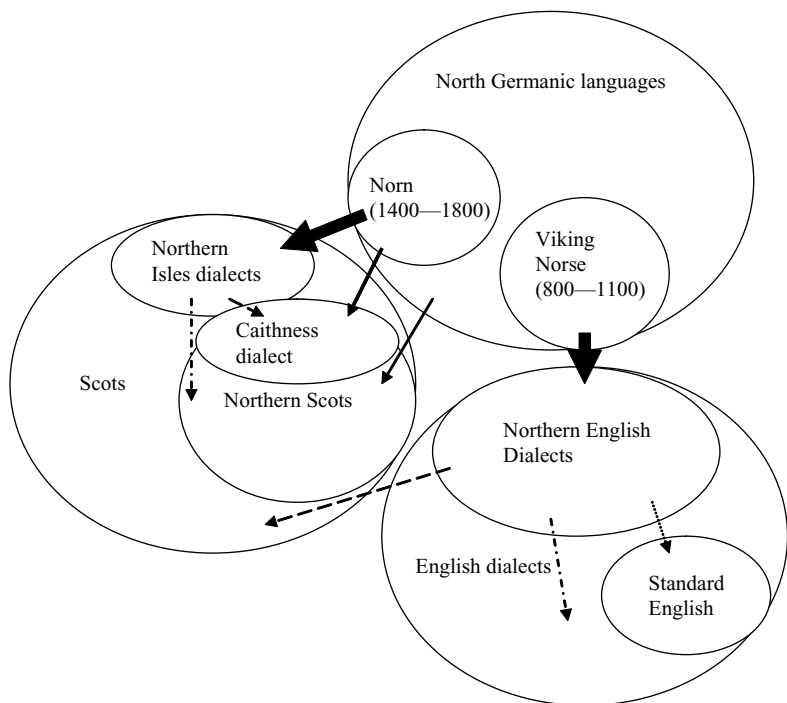 North Germanic languages
Norn
(1400—1800)
Viking
Norse
(800—1100)
Northern
Isles dialects
Caithness
dialect
Scots
Northern Scots
Northern English
Dialects
English dialects
Standard
English